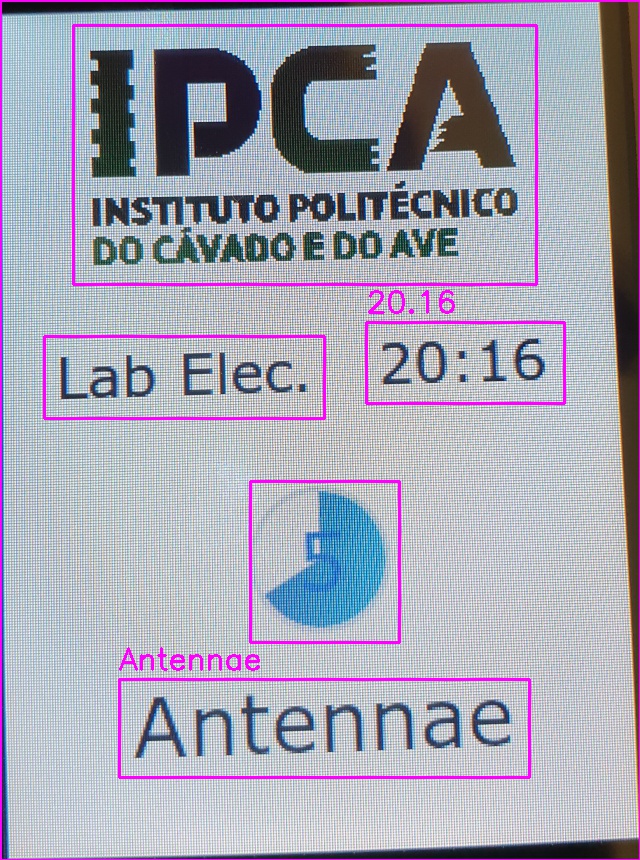 IPCA
INSTITUTO POLITÉCNICO
DO CÁVADO E DO AVE
20.16
Lab Elec. 20:16
5
Antennae
Antennae